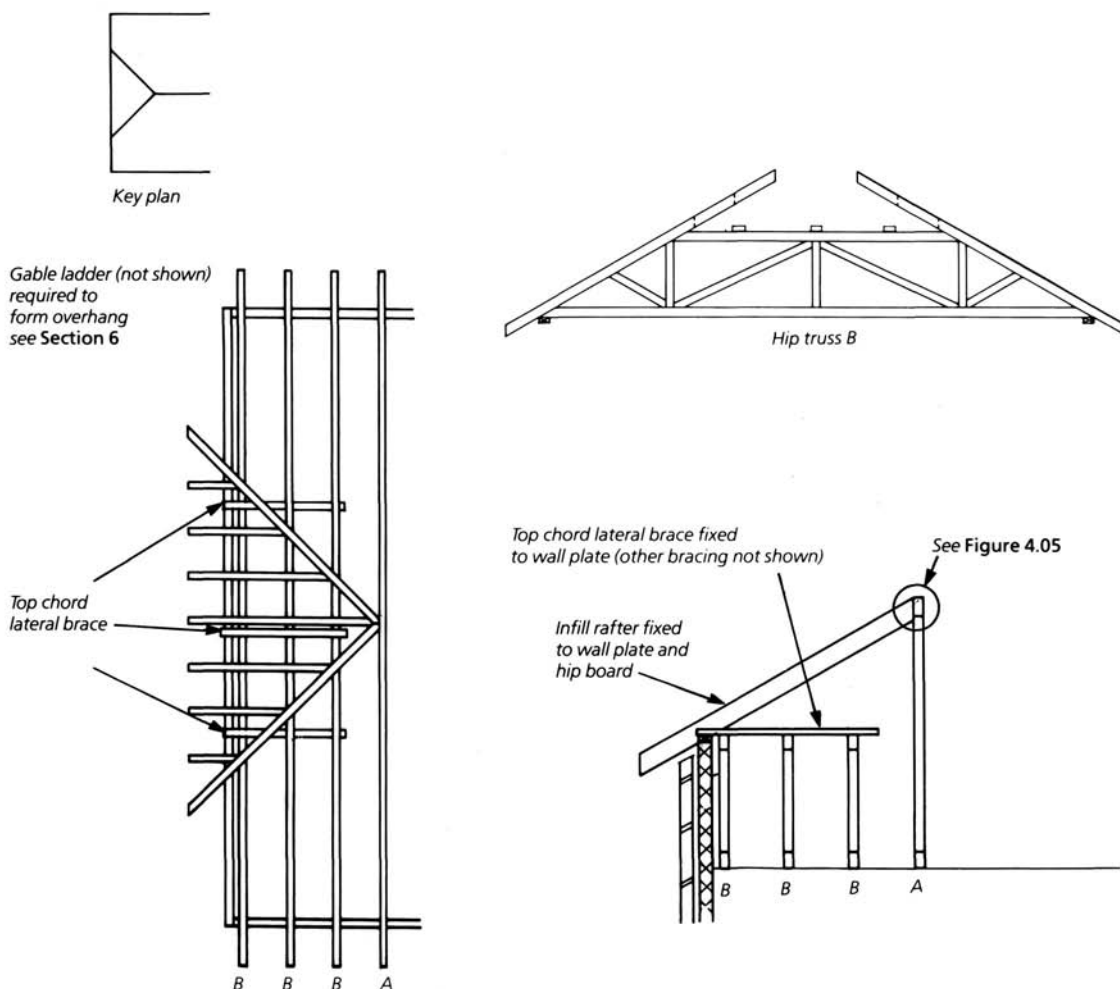 Key plan
Gable ladder (not shown)
required to
form overhang
see Section 6
Hip truss B
Top chord
lateral brace
Top chord lateral brace fixed
to wall plate (other bracing not shown)
See Figure 4.05
Infill rafter fixed
to wall plate and
hip board
B B B A
B B B A